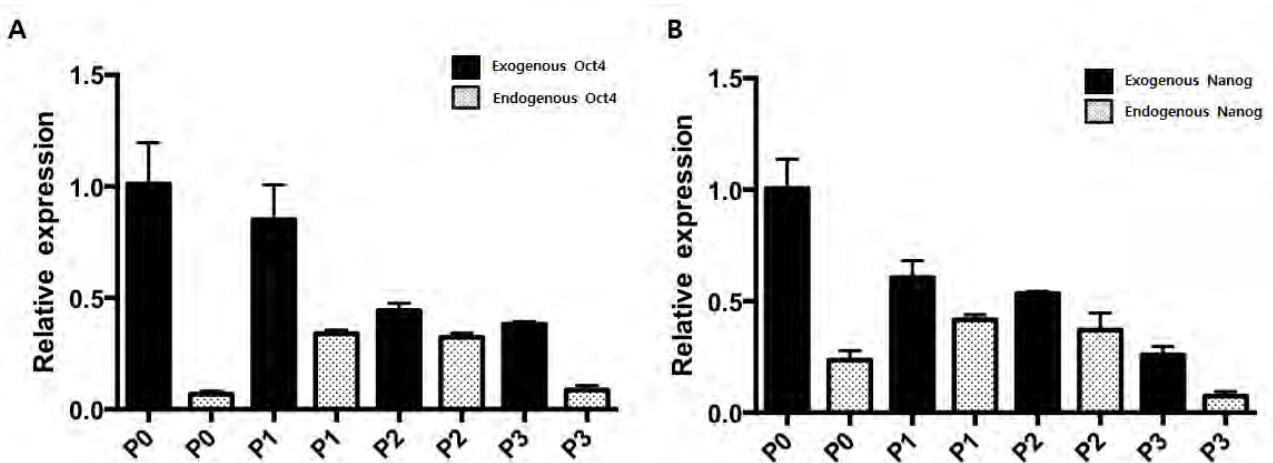 A
Exogenous Oct4
Endogenous Oct4
Relative expression
1.5
1.0
0.5
0.0
P0
P0
P1
P1
P2
P2
P3
P3
B
Exogenous Nanog
Endogenous Nanog
Relative expression
1.5
1.0
0.5
0.0
P0
P0
P1
P1
P2
P2
P3
P3